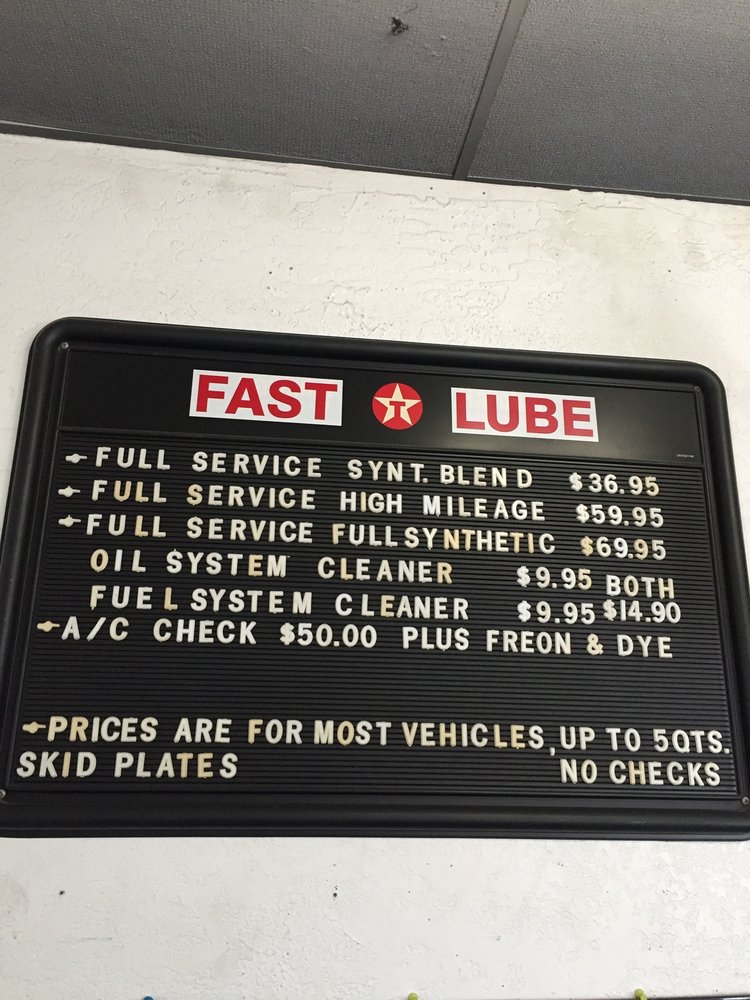 FAST T LUBE
FULL SERVICE SYNT. BLEND $36.95
FULL SERVICE HIGH MILEAGE $59.95
FULL SERVICE FULL SYNTHETIC $69.95
OIL SYSTEM CLEANER $9.95 BOTH
FUEL SYSTEM CLEANER $9.95 $14.90
A/C CHECK $50.00 PLUS FREON & DYE
PRICES ARE FOR MOST VEHICLES, UP TO 5QTS.
SKID PLATES NO CHECKS